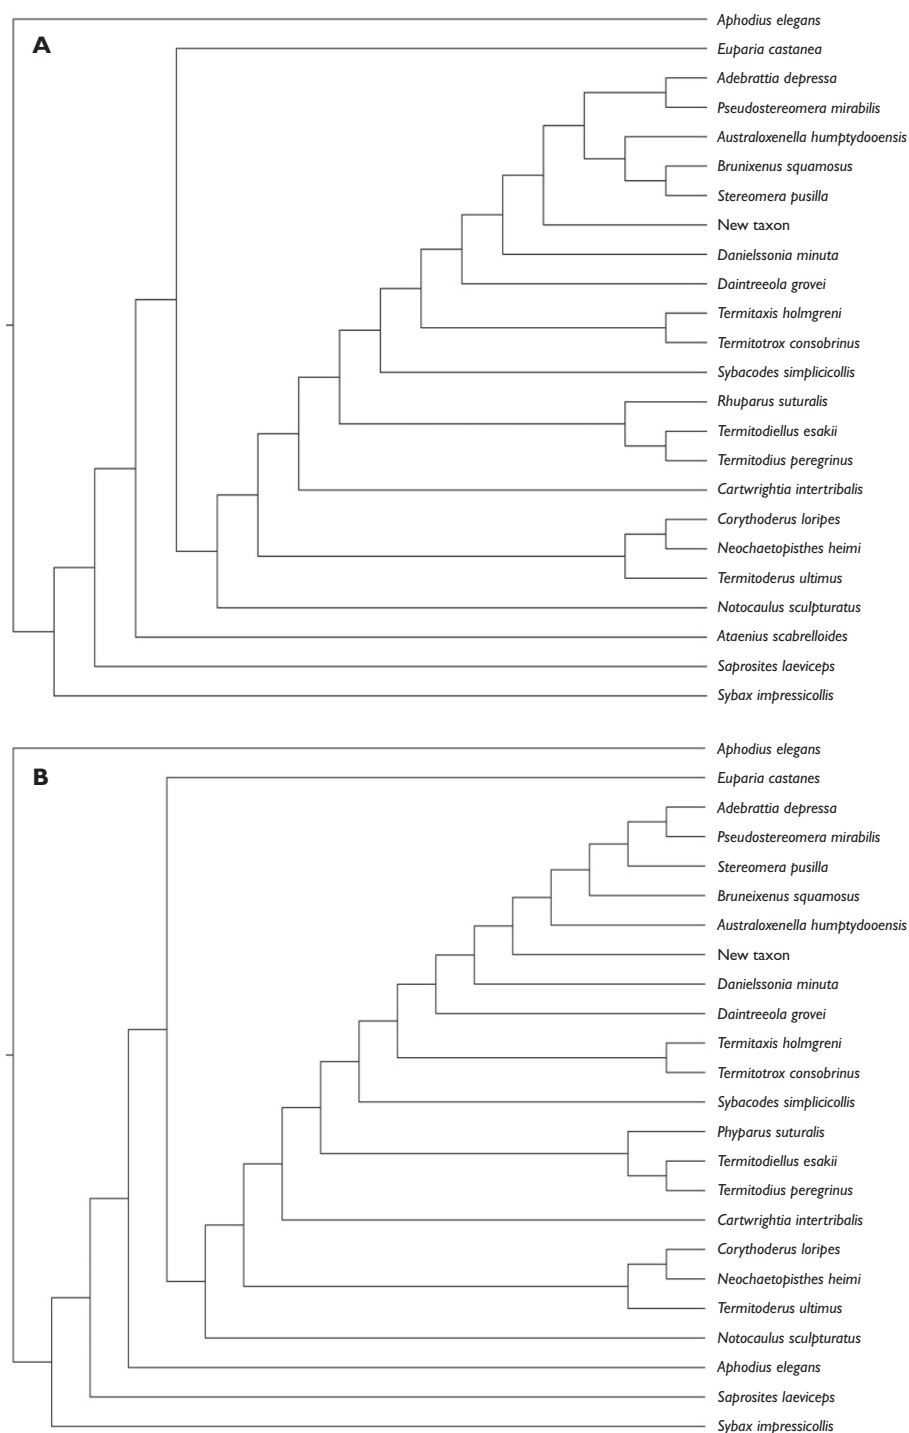 Aphodius elegans
A
Euparia castanea
Adebrattia depressa
Pseudostereomera mirabilis
Australoxenella humptydooensis
Brunixenus squamosus
Stereomera pusilla
New taxon
Danielssonia minuta
Daintreeola grovei
Termitaxis holmgreni
Termitotrox consobrinus
Sybacodes simplicicollis
Rhuparus suturalis
Termitodiellus esakii
Termitodius peregrinus
Cartwrightia intertribalis
Corythoderus loripes
Neochaetopisthes heimi
Termitoderus ultimus
Notocaulus sculpturatus
Ataenius scabrelloides
Saprosites laeviceps
Sybax impressicollis
Aphodius elegans
B
Euparia castanes
Adebrattia depressa
Pseudostereomera mirabilis
Stereomera pusilla
Bruneixenus squamosus
Australoxenella humptydooensis
New taxon
Danielssonia minuta
Daintreeola grovei
Termitaxis holmgreni
Termitotrox consobrinus
Sybacodes simplicicollis
Phyparus suturalis
Termitodiellus esakii
Termitodius peregrinus
Cartwrightia intertribalis
Corythoderus loripes
Neochaetopisthes heimi
Termitoderus ultimus
Notocaulus sculpturatus
Aphodius elegans
Saprosites laeviceps
Sybax impressicollis